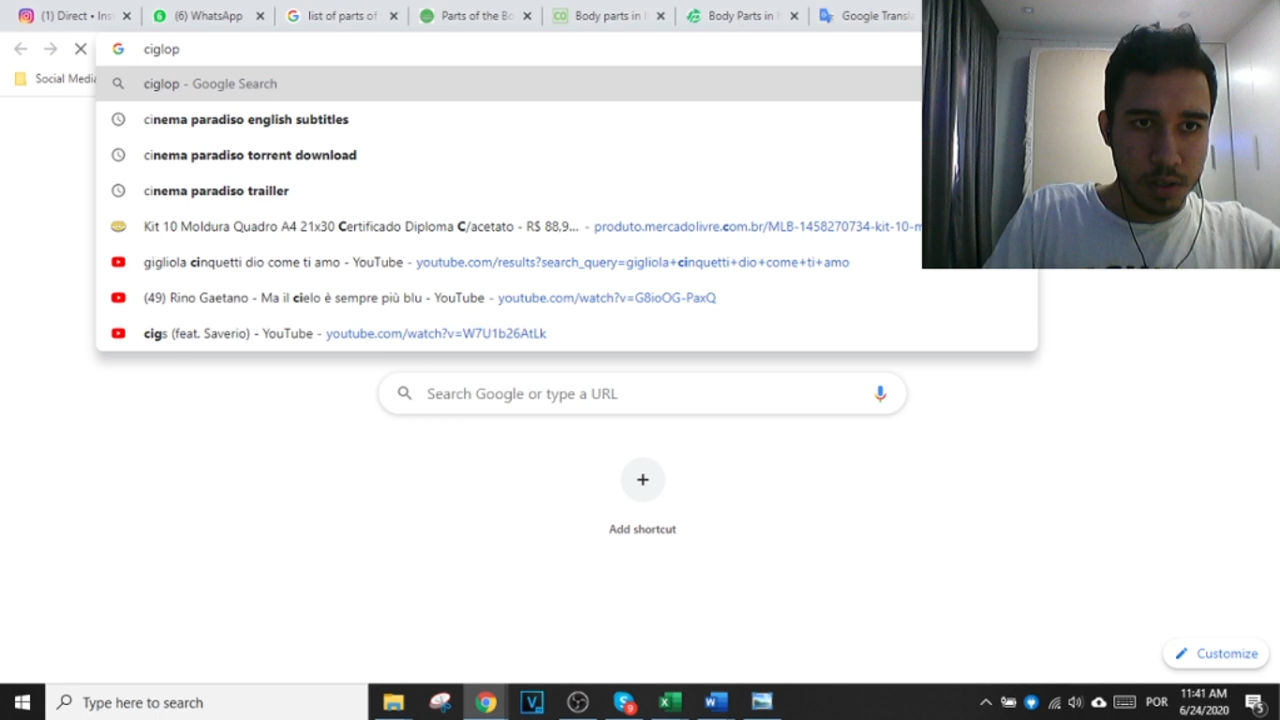 (1) Direct • Ins
(6) WhatsApp
list of parts of
Parts of the Bo
Body parts in I
Body Parts in I
Google Transla
ciglop
Social Media
ciglop - Google Search
cinema paradiso english subtitles
cinema paradiso torrent download
cinema paradiso trailler
Kit 10 Moldura Quadro A4 21x30 Certificado Diploma C/acetato - R$ 88,9... - produto.mercadolivre.com.br/MLB-1458270734-kit-10-m
gigliola cinquetti dio come ti amo - YouTube - youtube.com/results?search_query=gigliola+cinquetti+dio+come+ti+amo
(49) Rino Gaetano - Ma il cielo è sempre più blu - YouTube - youtube.com/watch?v=G8ioOG-PaxQ
cigs (feat. Saverio) - YouTube - youtube.com/watch?v=W7U1b26AtLk
Search Google or type a URL
Add shortcut
Customize
Type here to search
9
POR
11:41 AM
6/24/2020
5